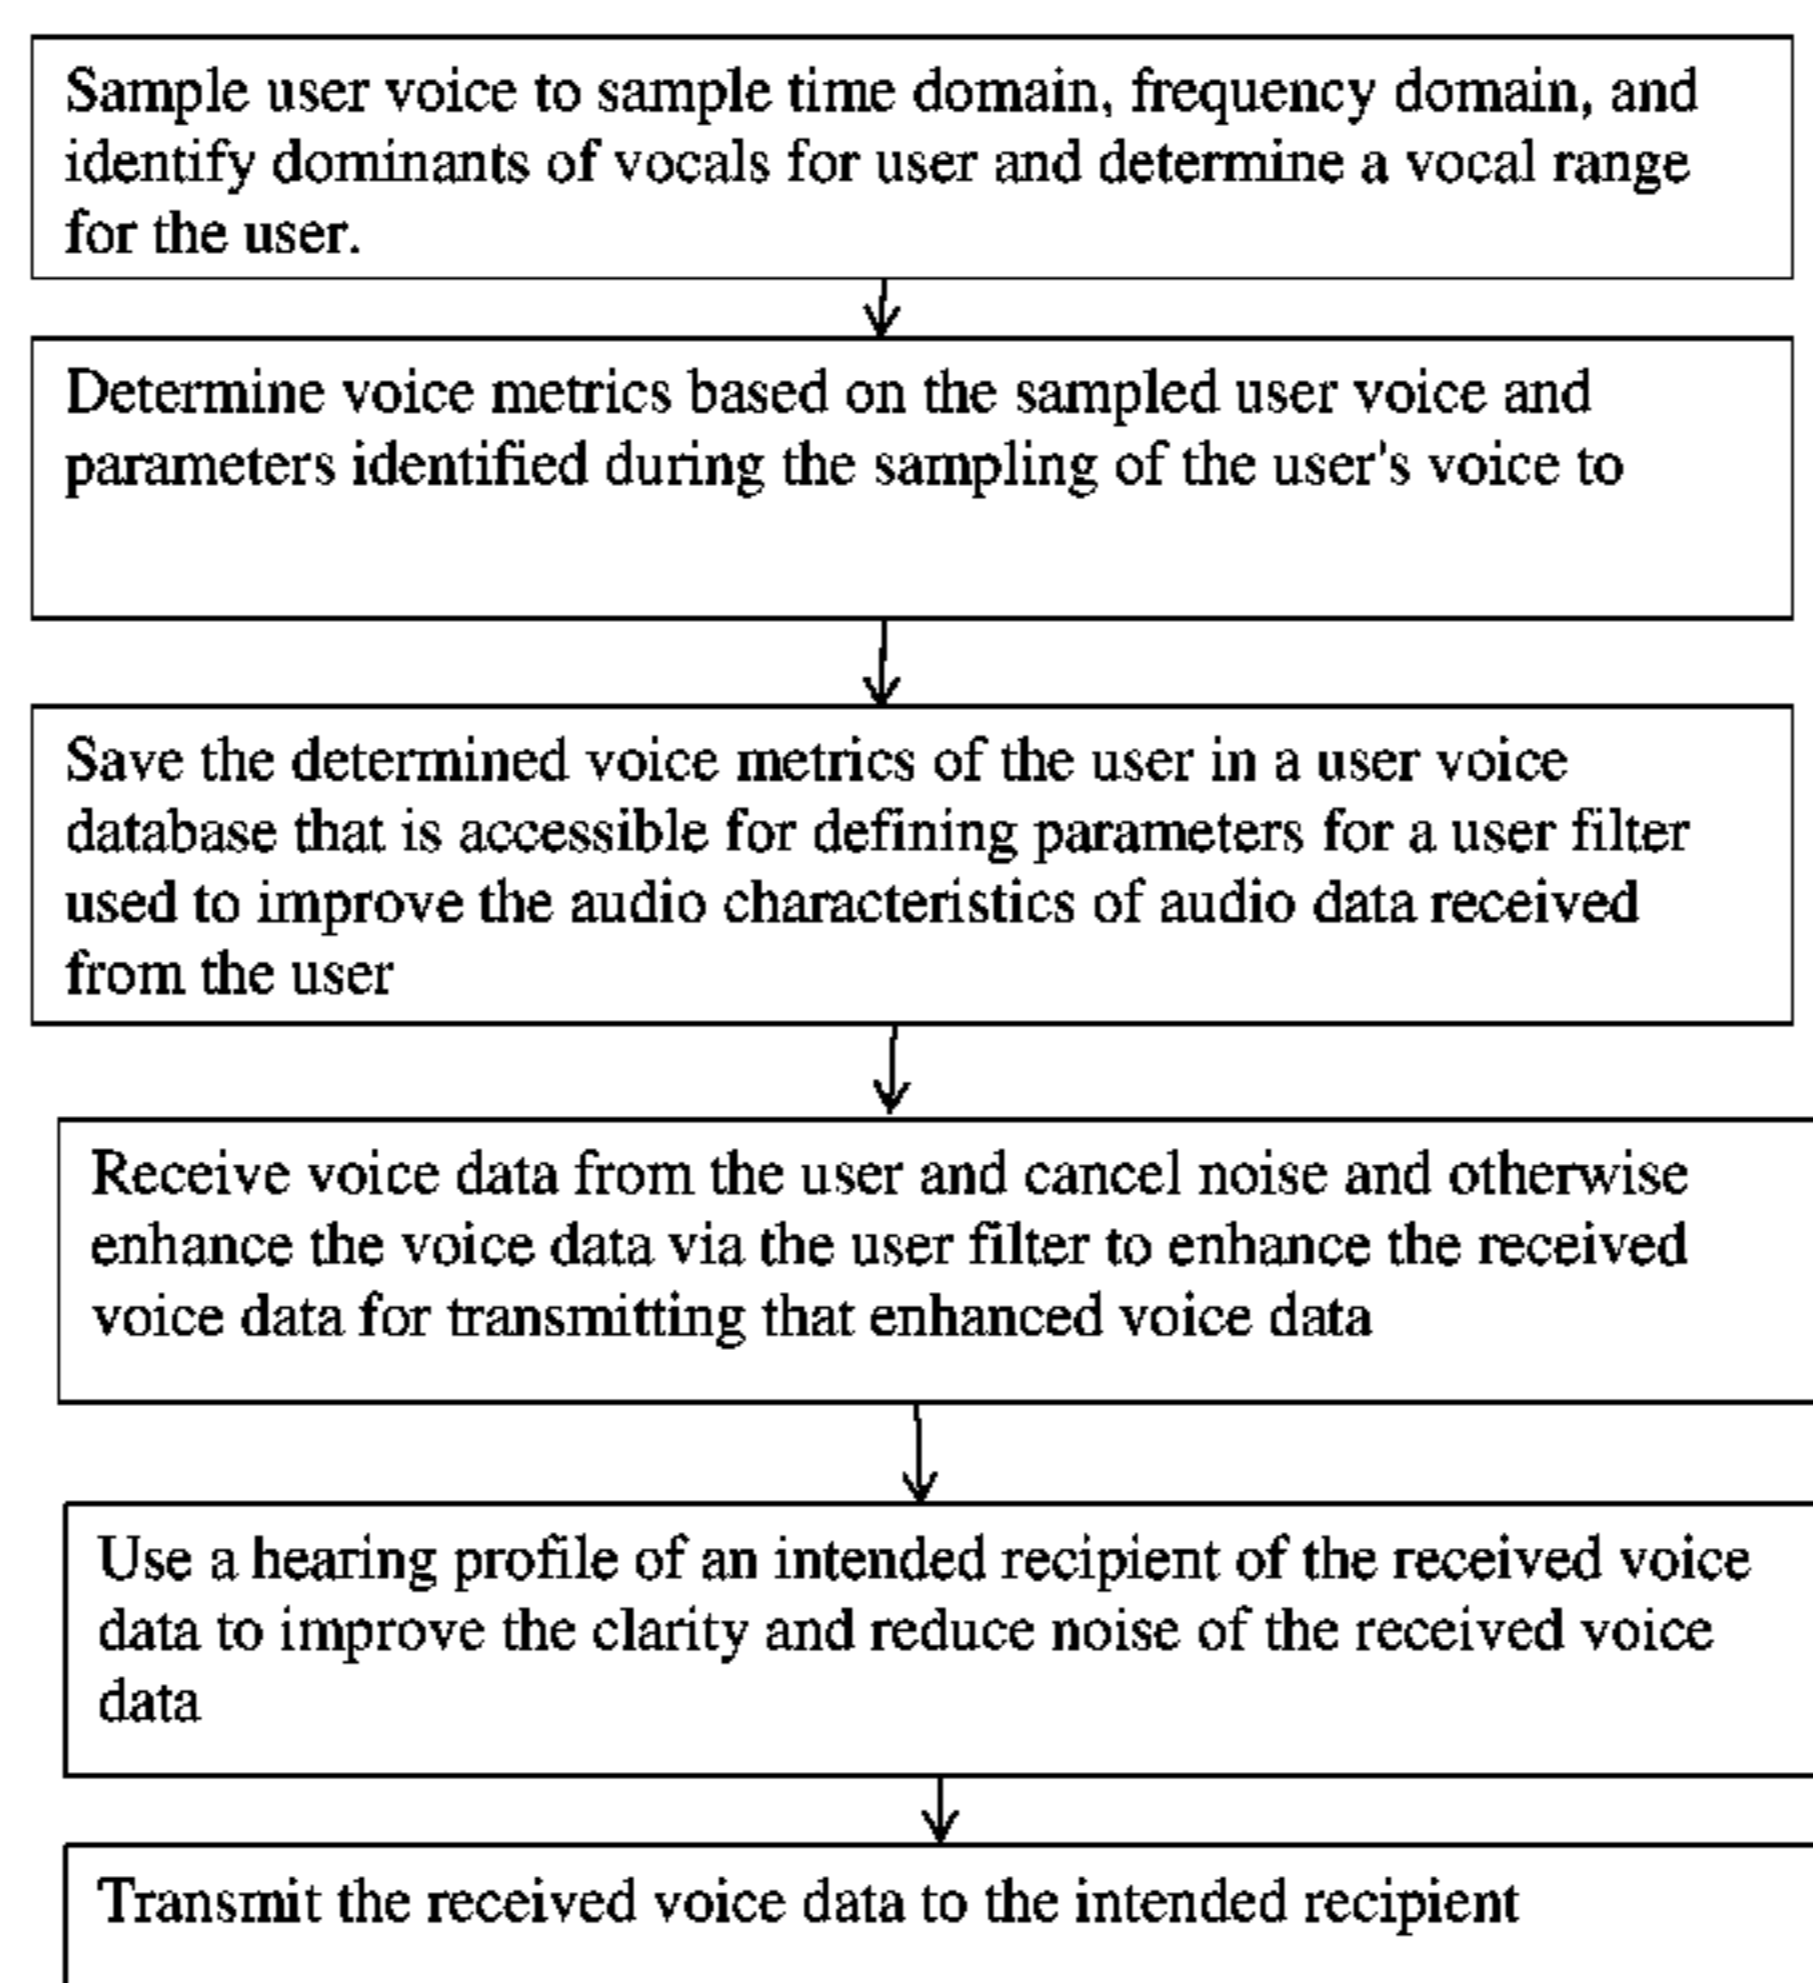 Sample user voice to sample time domain, frequency domain, and
identify dominants of vocals for user and determine a vocal range
for the user.
Determine voice metrics based on the sampled user voice and
parameters identified during the sampling of the user's voice to
Save the determined voice metrics of the user in a user voice
database that is accessible for defining parameters for a user filter
used to improve the audio characteristics of audio data received
from the user
Receive voice data from the user and cancel noise and otherwise
enhance the voice data via the user filter to enhance the received
voice data for transmitting that enhanced voice data
Use a hearing profile of an intended recipient of the received voice
data to improve the clarity and reduce noise of the received voice
data
Transmit the received voice data to the intended recipient